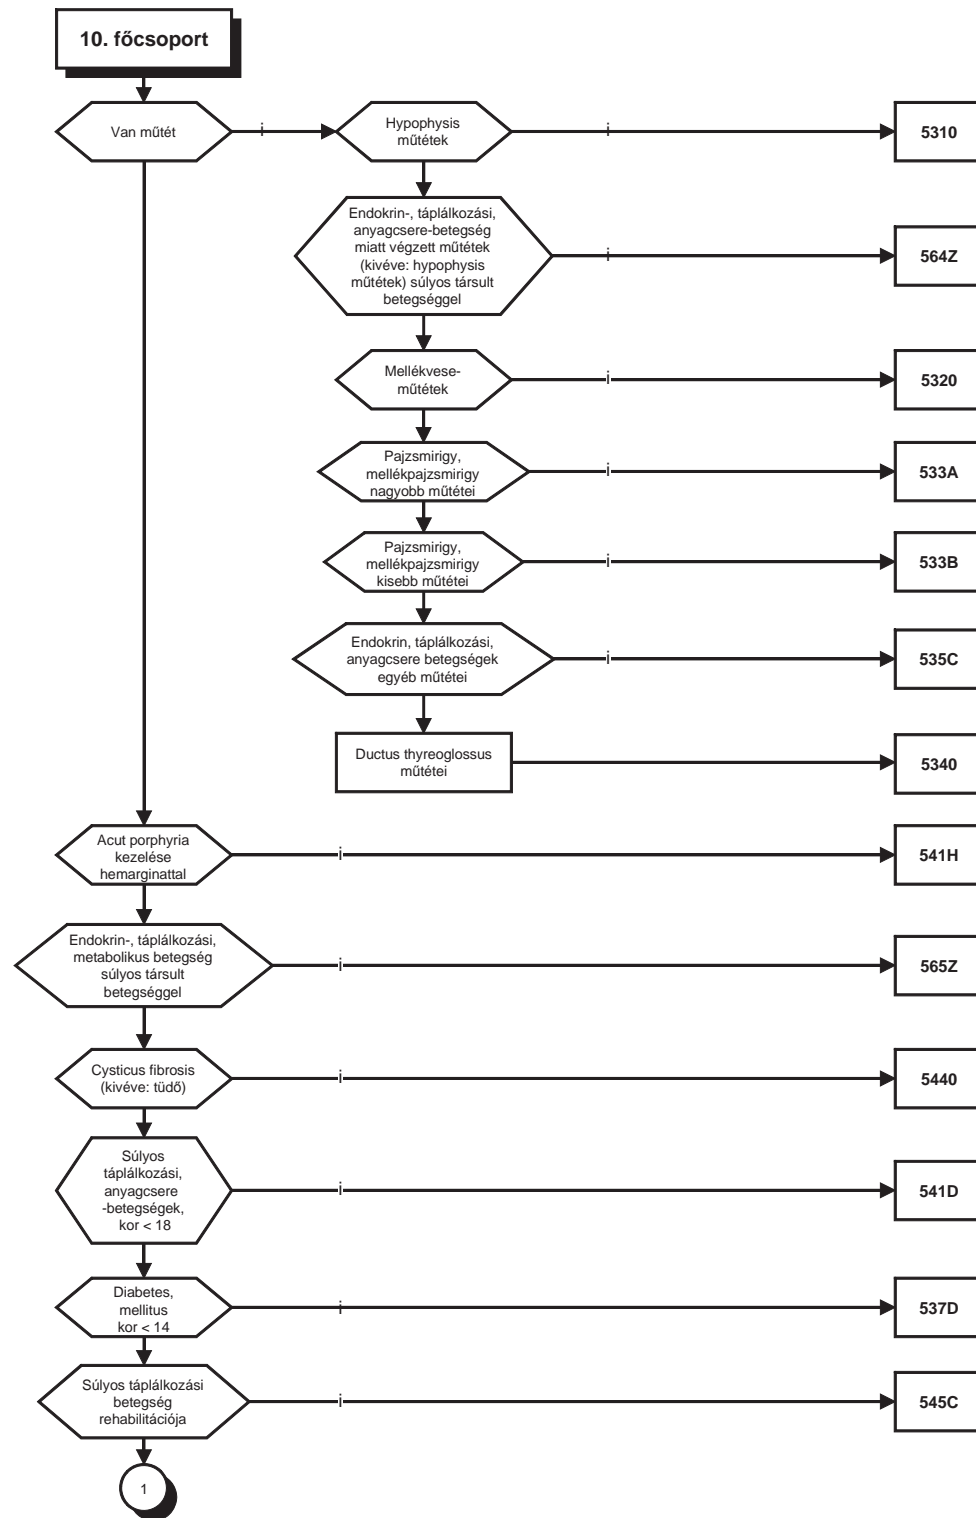 10. főcsoport
Van műtét
i
Hypophysis
műtétek
i
5310
Endokrin-, táplálkozási,
anyagcsere-betegség
miatt végzett műtétek
(kivéve: hypophysis
műtétek) súlyos társult
betegséggel
i
564Z
Mellékvese-
műtétek
i
5320
Pajzsmirigy,
mellékpajzsmirigy
nagyobb műtétei
i
533A
Pajzsmirigy,
mellékpajzsmirigy
kisebb műtétei
i
533B
Endokrin, táplálkozási,
anyagcsere betegségek
egyéb műtétei
i
535C
Ductus thyreoglossus
műtétei
5340
Acut porphyria
kezelése
hemarginattal
i
541H
Endokrin-, táplálkozási,
metabolikus betegség
súlyos társult
betegséggel
i
565Z
Cysticus fibrosis
(kivéve: tüdő)
i
5440
Súlyos
táplálkozási,
anyagcsere
-betegségek,
kor < 18
i
541D
Diabetes,
mellitus
kor < 14
i
537D
Súlyos táplálkozási
betegség
rehabilitációja
i
545C
1